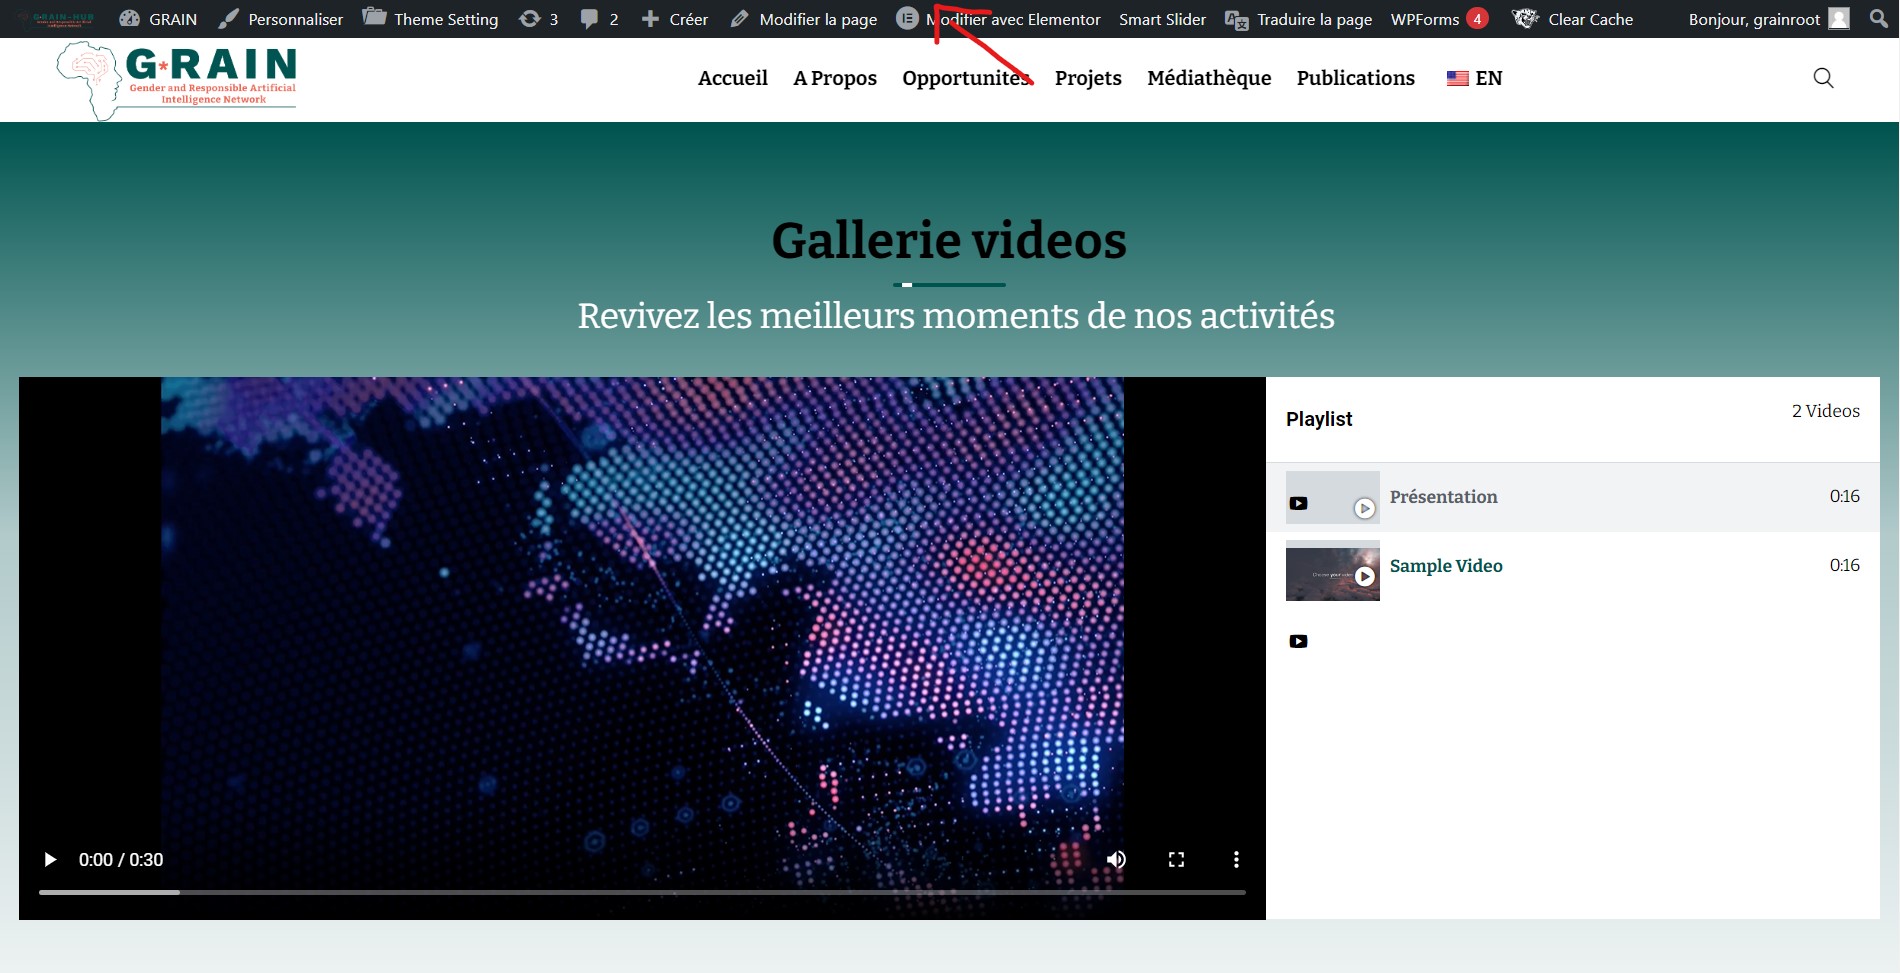 GRAIN Personnaliser Theme Setting 3 2 Créer Modifier la page Modifier avec Elementor Smart Slider Traduire la page WPForms 4 Clear Cache Bonjour, grainroot
G*RAIN
Gender and Responsible Artificial
Intelligence Network
Accueil A Propos Opportunites Projets Médiathèque Publications EN
Gallerie videos
Revivez les meilleurs moments de nos activités
Playlist 2 Videos
Présentation 0:16
Sample Video 0:16
0:00 / 0:30